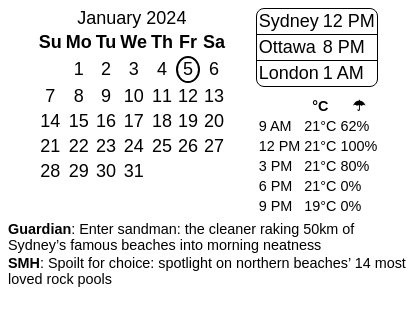 January 2024
Su Mo Tu We Th Fr Sa
1 2 3 4 5 6
7 8 9 10 11 12 13
14 15 16 17 18 19 20
21 22 23 24 25 26 27
28 29 30 31
Sydney 12 PM
Ottawa 8 PM
London 1 AM
°C ☂
9 AM 21°C 62%
12 PM 21°C 100%
3 PM 21°C 80%
6 PM 21°C 0%
9 PM 19°C 0%
Guardian: Enter sandman: the cleaner raking 50km of
Sydney’s famous beaches into morning neatness
SMH: Spoilt for choice: spotlight on northern beaches’ 14 most
loved rock pools